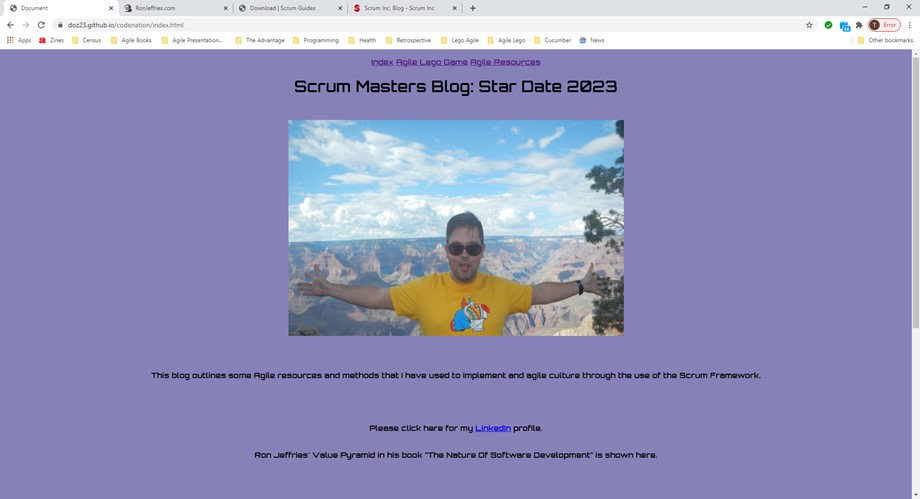 Document
RonJeffries.com
Download | Scrum Guides
Scrum Inc. Blog - Scrum Inc
doz23.github.io/codenation/index.html
T Error
Apps Zines Census Agile Books Agile Presentation... The Advantage Programming Health Retrospective Lego Agile Agile Lego Cucumber News Other bookmarks
Index Agile Lego Game Agile Resources
Scrum Masters Blog: Star Date 2023
This blog outlines some Agile resources and methods that I have used to implement and agile culture through the use of the Scrum Framework.
Please click here for my LinkedIn profile.
Ron Jeffries' Value Pyramid in his book "The Nature Of Software Development" is shown here.